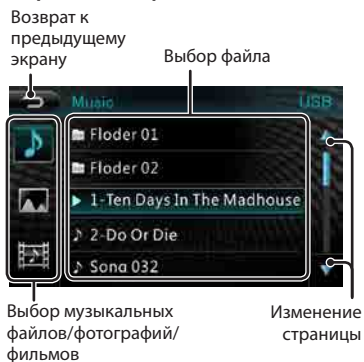 Возврат к
предыдущему
экрану
Выбор файла
Music
USB
Floder 01
Floder 02
1-Ten Days In The Madhouse
2-Do Or Die
Song 032
Выбор музыкальных
файлов/фотографий/
фильмов
Изменение
страницы